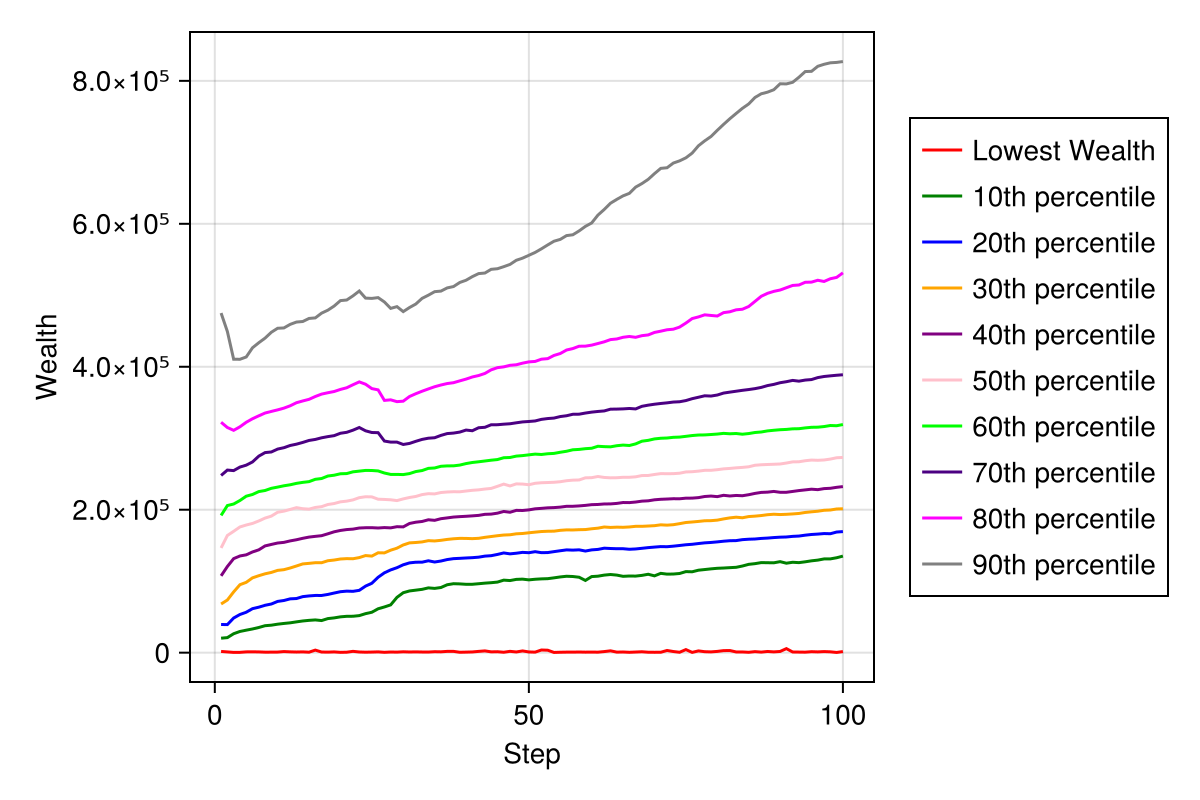 8.0×10⁵
6.0×10⁵
4.0×10⁵
2.0×10⁵
0
Wealth
0 50 100
Step
Lowest Wealth
10th percentile
20th percentile
30th percentile
40th percentile
50th percentile
60th percentile
70th percentile
80th percentile
90th percentile